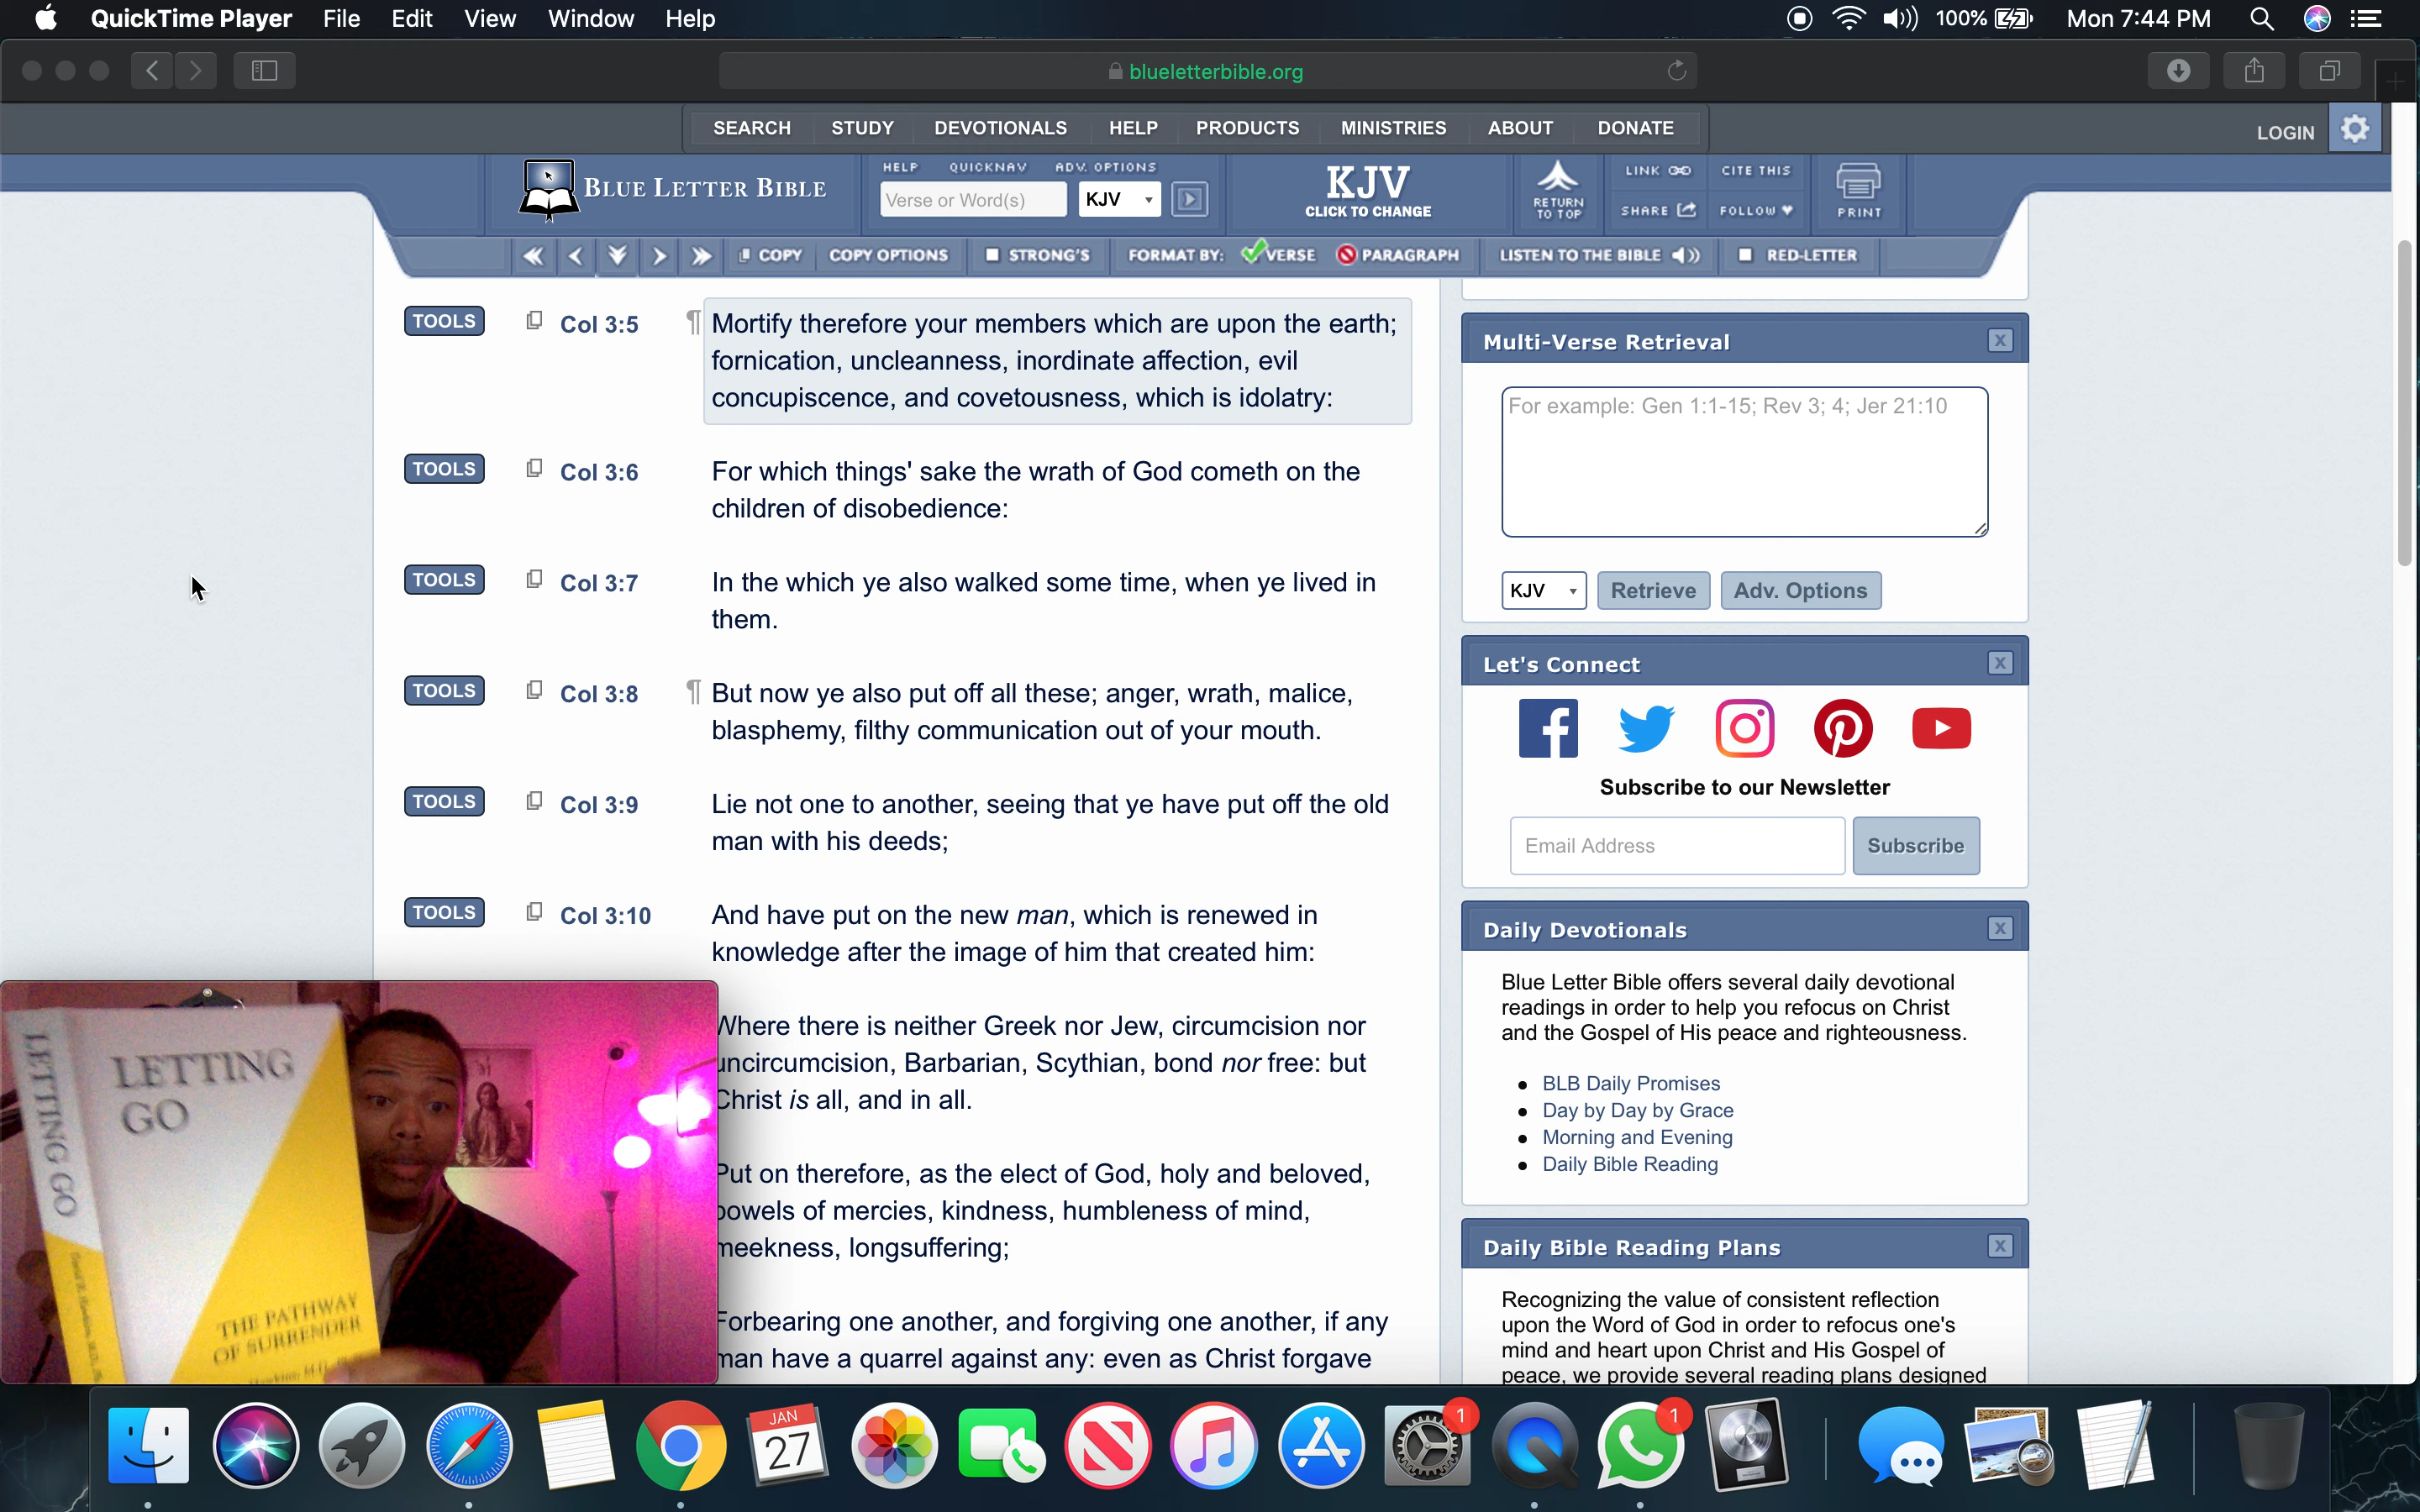 QuickTime Player File Edit View Window Help 100% Mon 7:44 PM
blueletterbible.org
SEARCH STUDY DEVOTIONALS HELP PRODUCTS MINISTRIES ABOUT DONATE LOGIN
BLUE LETTER BIBLE
HELP QUICKNAV ADV. OPTIONS
Verse or Word(s) KJV
KJV
CLICK TO CHANGE
RETURN
TO TOP
LINK CITE THIS
SHARE FOLLOW
PRINT
COPY COPY OPTIONS STRONG'S FORMAT BY: VERSE PARAGRAPH LISTEN TO THE BIBLE RED-LETTER
TOOLS Col 3:5 ¶ Mortify therefore your members which are upon the earth;
fornication, uncleanness, inordinate affection, evil
concupiscence, and covetousness, which is idolatry:
TOOLS Col 3:6 For which things' sake the wrath of God cometh on the
children of disobedience:
TOOLS Col 3:7 In the which ye also walked some time, when ye lived in
them.
TOOLS Col 3:8 ¶ But now ye also put off all these; anger, wrath, malice,
blasphemy, filthy communication out of your mouth.
TOOLS Col 3:9 Lie not one to another, seeing that ye have put off the old
man with his deeds;
TOOLS Col 3:10 And have put on the new man, which is renewed in
knowledge after the image of him that created him:
Where there is neither Greek nor Jew, circumcision nor
uncircumcision, Barbarian, Scythian, bond nor free: but
Christ is all, and in all.
Put on therefore, as the elect of God, holy and beloved,
bowels of mercies, kindness, humbleness of mind,
meekness, longsuffering;
Forbearing one another, and forgiving one another, if any
man have a quarrel against any: even as Christ forgave
Multi-Verse Retrieval X
For example: Gen 1:1-15; Rev 3; 4; Jer 21:10
KJV Retrieve Adv. Options
Let's Connect X
Subscribe to our Newsletter
Email Address Subscribe
Daily Devotionals X
Blue Letter Bible offers several daily devotional
readings in order to help you refocus on Christ
and the Gospel of His peace and righteousness.
BLB Daily Promises
Day by Day by Grace
Morning and Evening
Daily Bible Reading
Daily Bible Reading Plans X
Recognizing the value of consistent reflection
upon the Word of God in order to refocus one's
mind and heart upon Christ and His Gospel of
peace, we provide several reading plans designed
LETTING GO
LETTING
GO
THE PATHWAY
OF SURRENDER
JAN
27
1
1